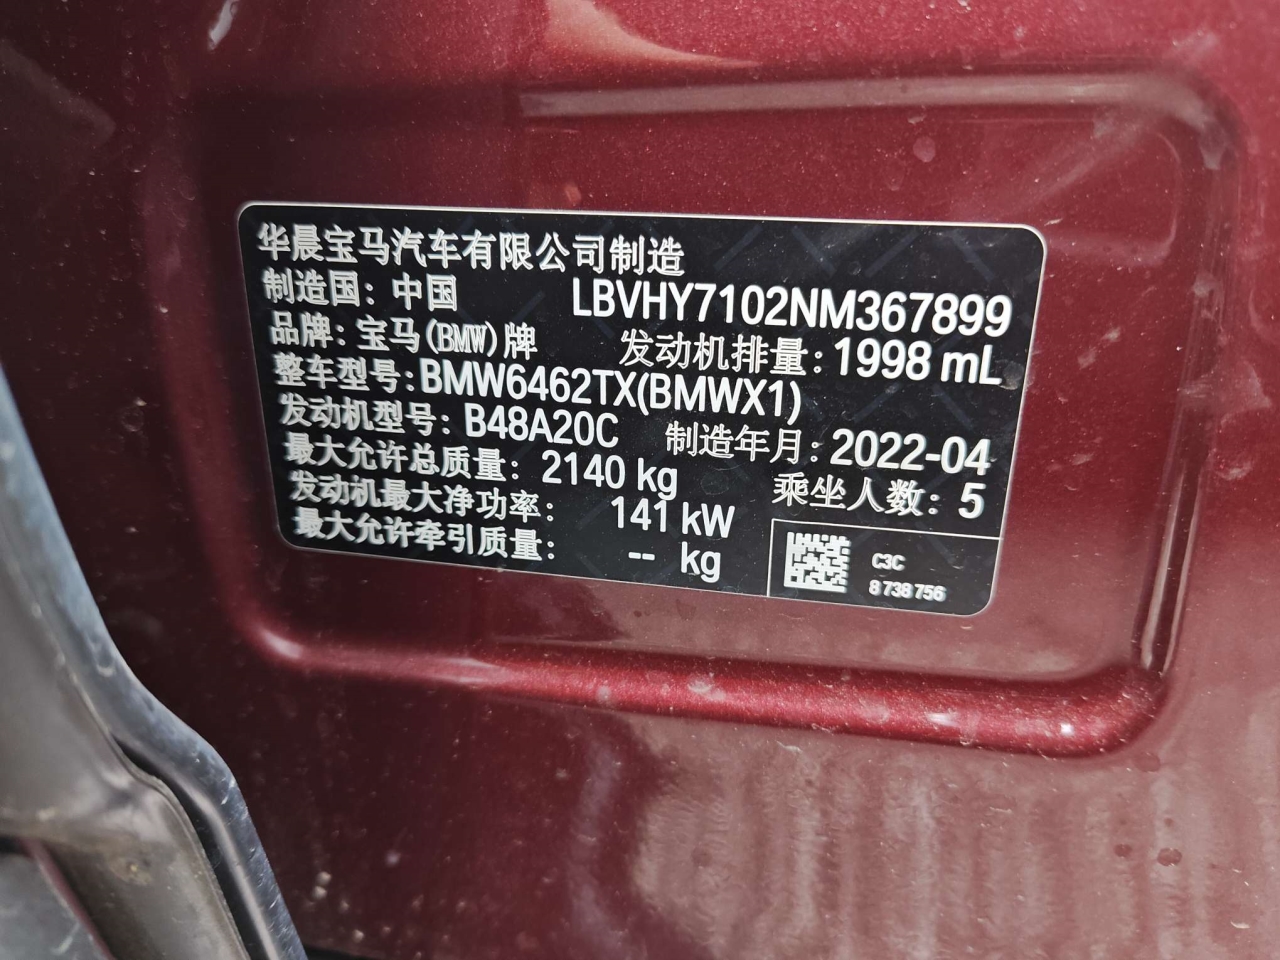 华晨宝马汽车有限公司制造
制造国：中国 LBVHY7102NM367899
品牌：宝马(BMW)牌 发动机排量：1998 mL
整车型号：BMW6462TX(BMWX1)
发动机型号：B48A20C 制造年月：2022-04
最大允许总质量：2140 kg 乘坐人数：5
发动机最大净功率： 141 kW
最大允许牵引质量： -- kg
C3C
8 738 756